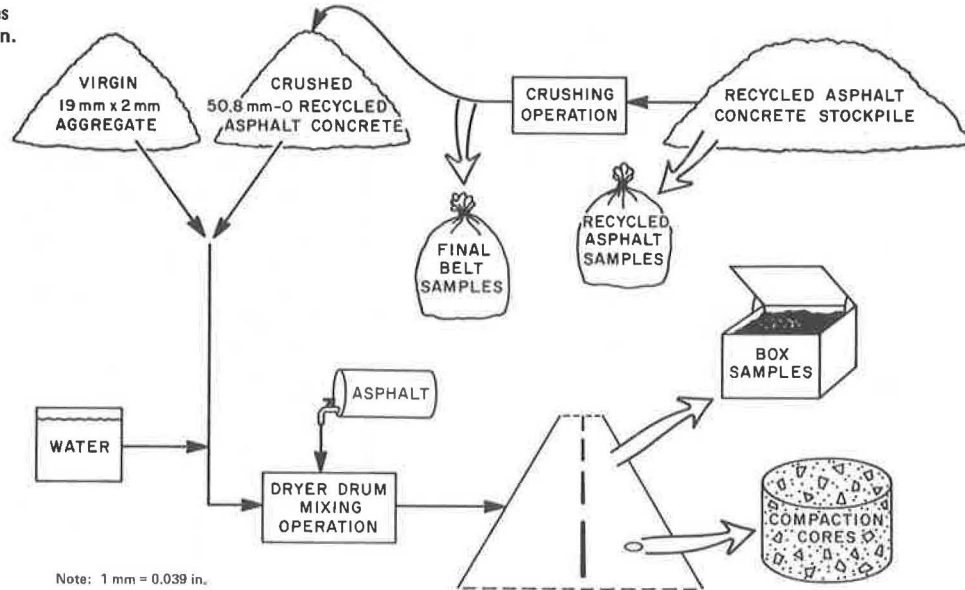 ns
n.
VIRGIN
19 mm x 2 mm
AGGREGATE
CRUSHED
50.8 mm-O RECYCLED
ASPHALT CONCRETE
CRUSHING
OPERATION
RECYCLED ASPHALT
CONCRETE STOCKPILE
FINAL
BELT
SAMPLES
RECYCLED
ASPHALT
SAMPLES
BOX
SAMPLES
ASPHALT
WATER
DRYER DRUM
MIXING
OPERATION
COMPACTION
CORES
Note: 1 mm = 0.039 in.